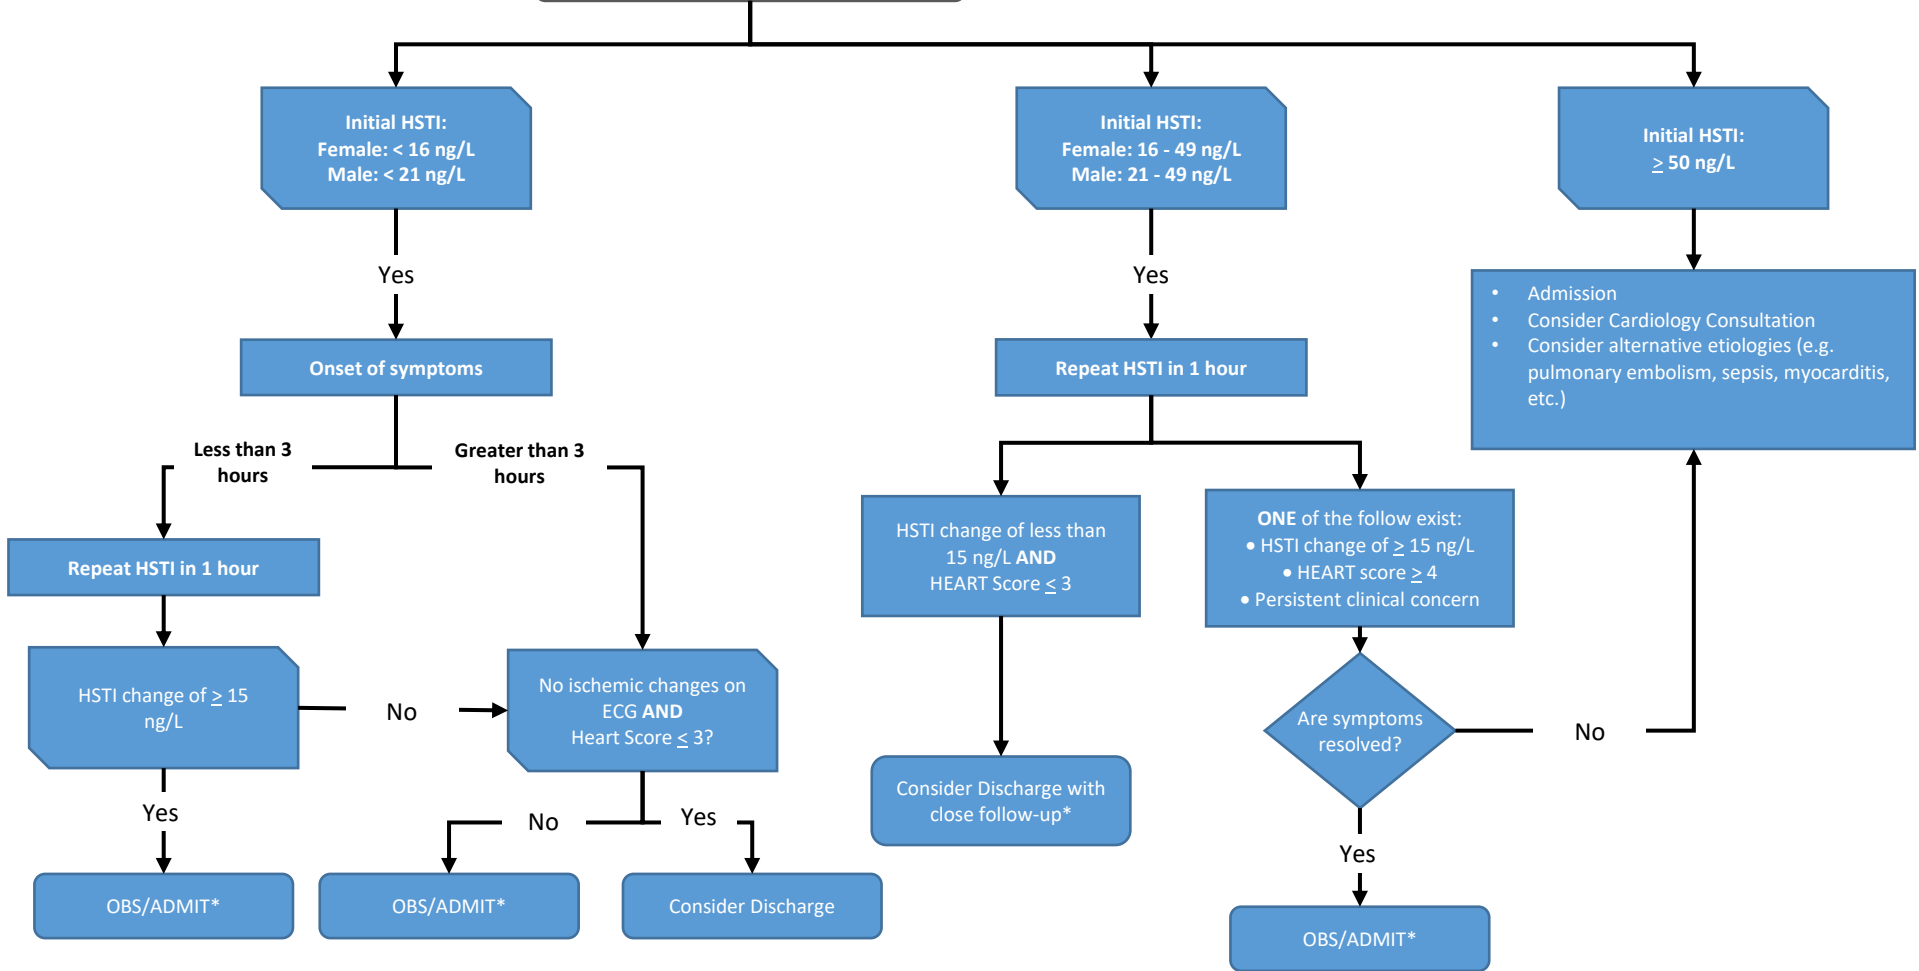 Initial HSTI:
Female: < 16 ng/L
Male: < 21 ng/L
Initial HSTI:
Female: 16 - 49 ng/L
Male: 21 - 49 ng/L
Initial HSTI:
≥ 50 ng/L
Yes
Yes
• Admission
• Consider Cardiology Consultation
• Consider alternative etiologies (e.g.
pulmonary embolism, sepsis, myocarditis,
etc.)
Onset of symptoms
Repeat HSTI in 1 hour
Less than 3
hours
Greater than 3
hours
Repeat HSTI in 1 hour
HSTI change of less than
15 ng/L AND
HEART Score ≤ 3
ONE of the follow exist:
• HSTI change of ≥ 15 ng/L
• HEART score ≥ 4
• Persistent clinical concern
HSTI change of ≥ 15
ng/L
No
No ischemic changes on
ECG AND
Heart Score ≤ 3?
Are symptoms
resolved?
No
Consider Discharge with
close follow-up*
Yes
No
Yes
Yes
OBS/ADMIT*
OBS/ADMIT*
Consider Discharge
OBS/ADMIT*